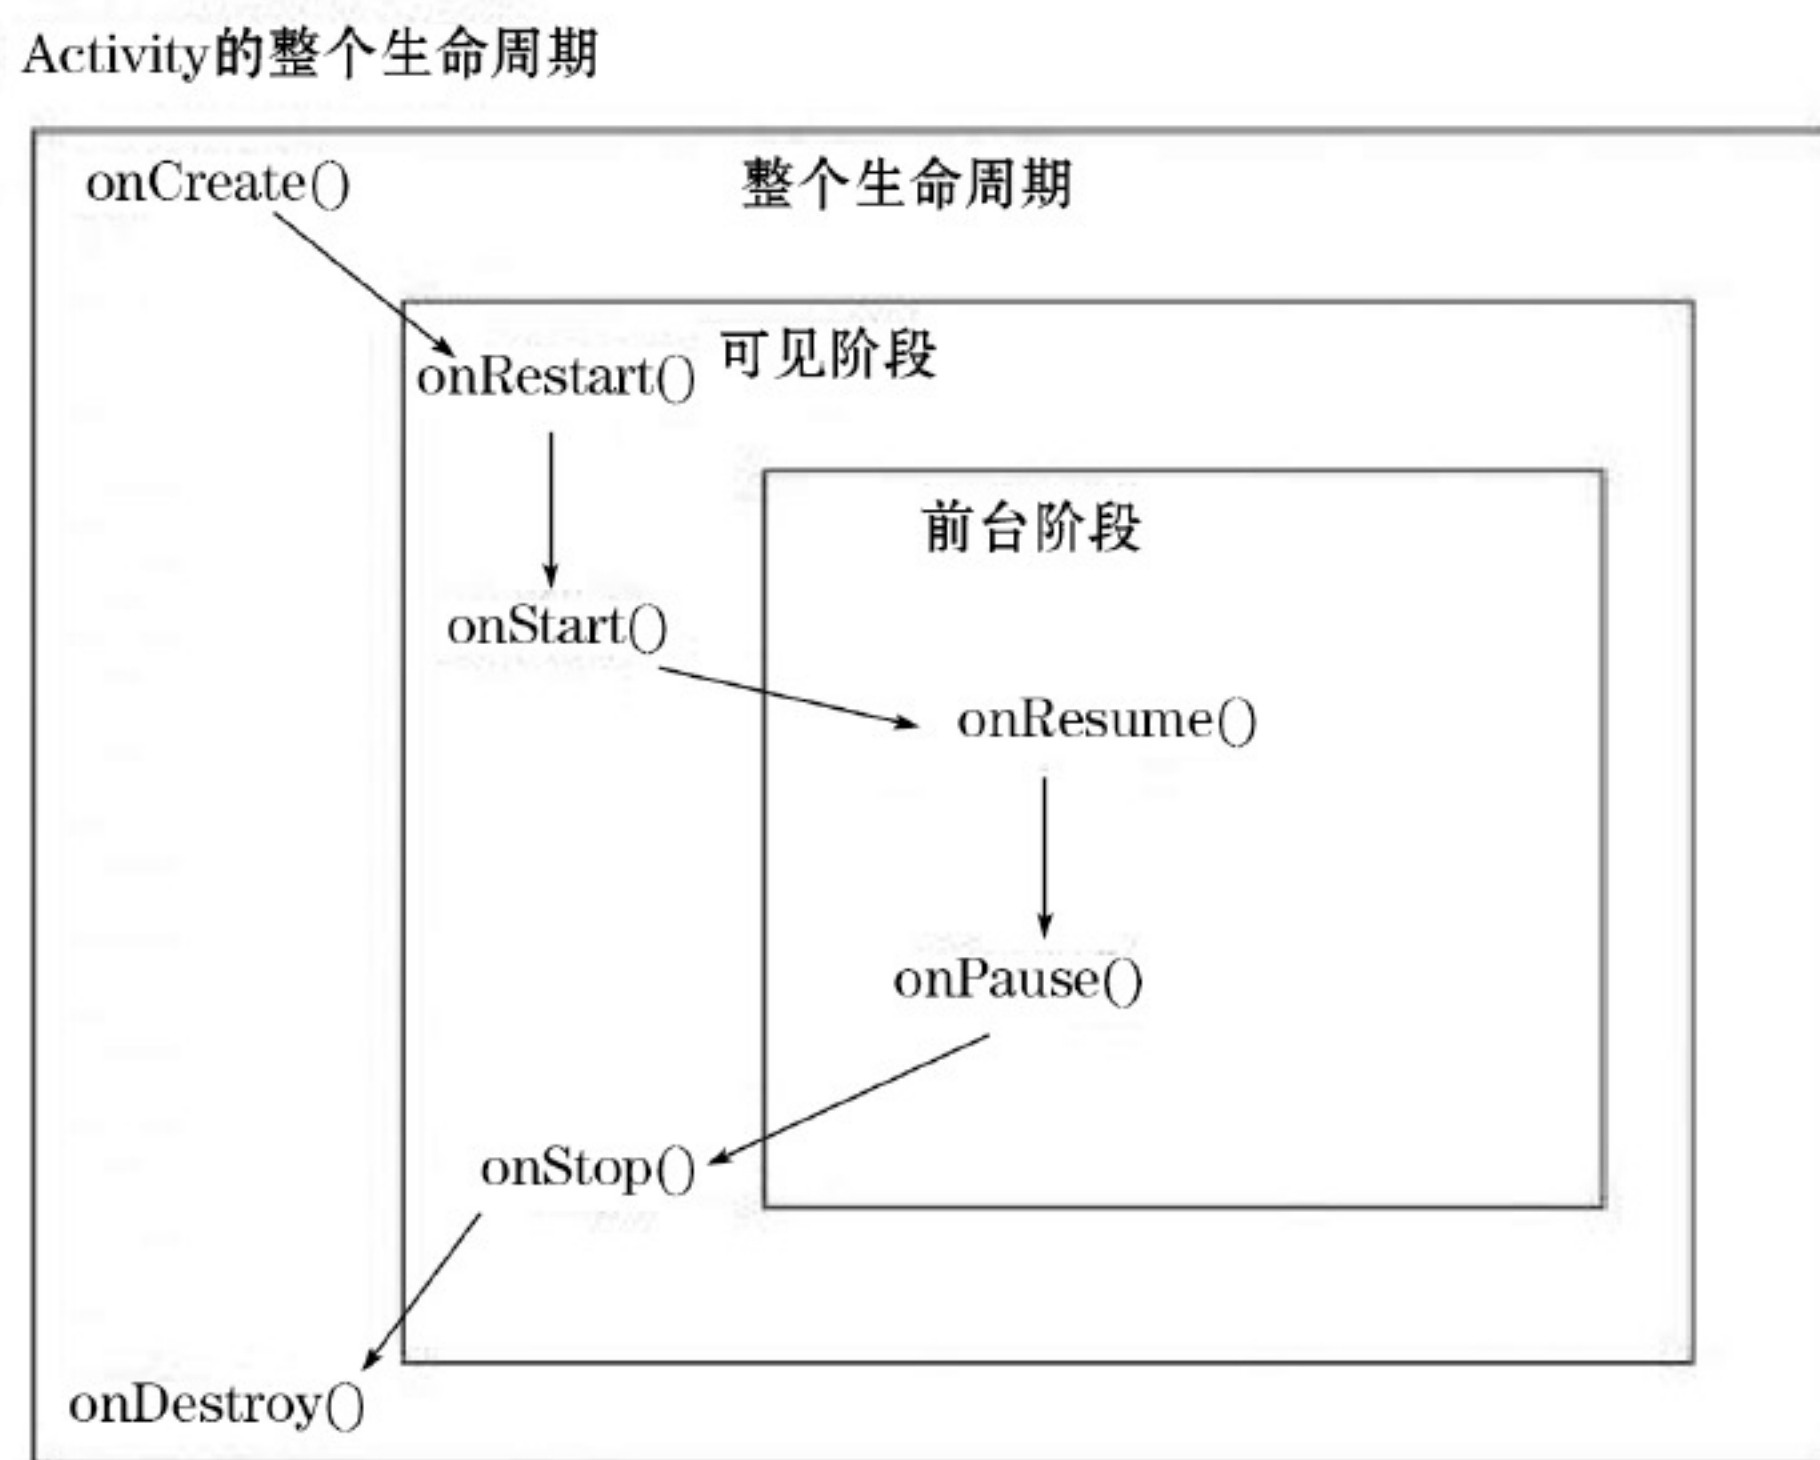 Activity的整个生命周期
onCreate()
整个生命周期
onRestart()
可见阶段
前台阶段
onStart()
onResume()
onPause()
onStop()
onDestroy()